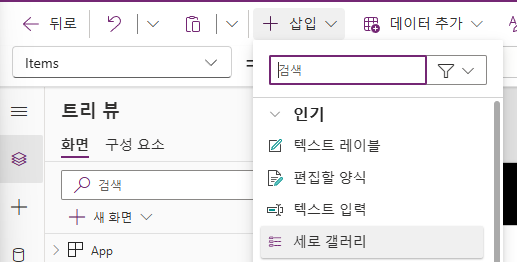 뒤로 삽입 데이터 추가
Items =
검색
트리 뷰
인기
화면 구성 요소
텍스트 레이블
검색
편집할 양식
새 화면
텍스트 입력
App
세로 갤러리